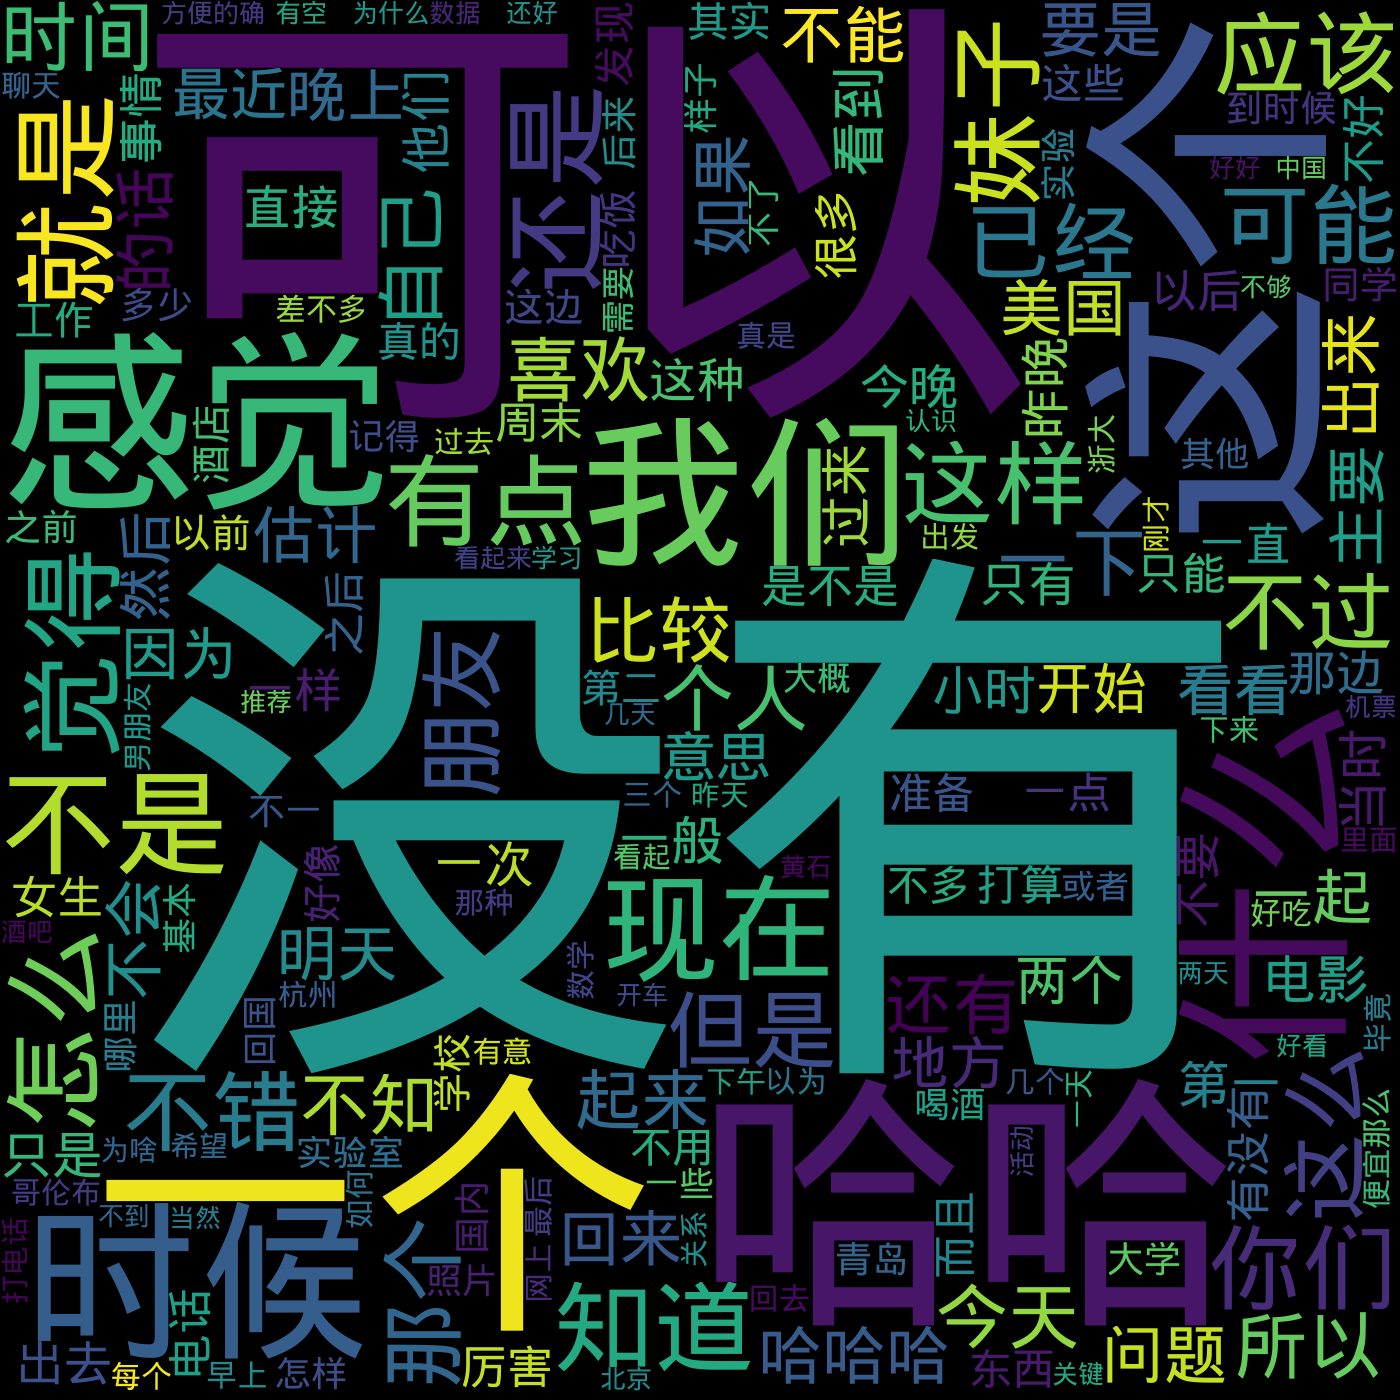 时间
方便的确
有空
为什么
数据
还好
发现
其实
不能
妹子
要是
应该
聊天
事情
最近
晚上
他们
还是
后来
样子
看到
这些
到时候
不好
就是
的话
直接
可以
自己
吃饭
如果
不了
很多
实验
好好
中国
这个
已经
可能
工作
多少
差不多
真的
这边
需要
真是
美国
以后
不够
同学
感觉
酒店
记得
喜欢
过去
周末
这种
今晚
认识
昨晚
浙大
其他
出来
主要
之前
然后
以前
估计
有点
看起来
学习
我们
过来
这样
出发
一下
刚才
一直
只能
觉得
因为
之后
朋友
是不是
只有
不过
男朋友
推荐
一样
比较
第二
几天
一个人
大概
小时
开始
看看
那边
下来
机票
不是
不一
没有
三个
昨天
意思
准备
一点
什么
当时
里面
女生
酒吧
不会
基本
好像
一次
那种
看起
一般
黄石
现在
不多
打算
或者
不要
好吃
一起
怎么
哪里
明天
杭州
回国
数学
开车
但是
还有
两个
两天
电影
好看
毕竟
只是
为啥
不错
希望
不知
学校
有意
起来
下午
以为
地方
几个
喝酒
一天
第一
有没有
这么
便宜
那么
哥伦布
实验室
如何
一个
不用
一些
哈哈
活动
不到
当然
时候
打电话
电话
那个
国内
照片
网上
最后
回来
关系
青岛
而且
大学
你们
出去
每个
早上
怎样
厉害
知道
北京
回去
哈哈哈
今天
东西
关键
问题
所以